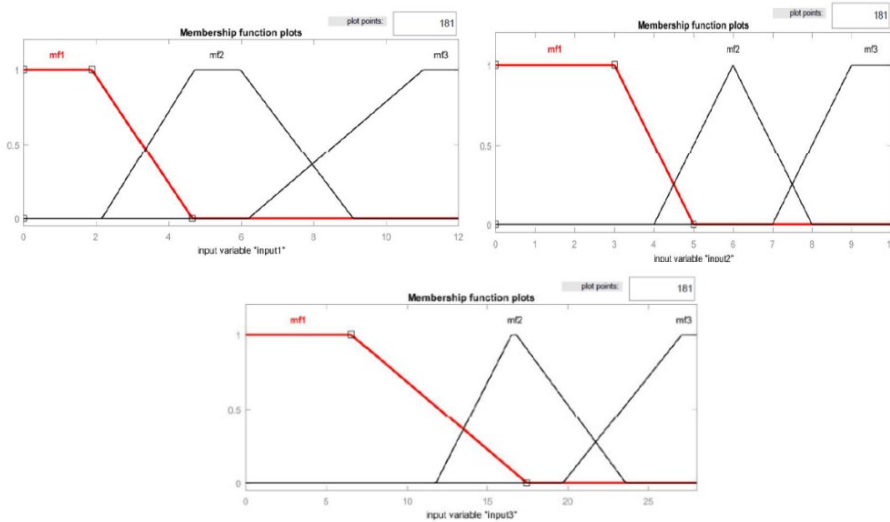 plot points: 181
Membership function plots
mf1 mf2 mf3
1
0.5
0
0 2 4 6 8 10 12
input variable "input1"
plot points: 181
Membership function plots
mf1 mf2 mf3
1
0.5
0
0 1 2 3 4 5 6 7 8 9 10
input variable "input2"
plot points: 181
Membership function plots
mf1 mf2 mf3
1
0.5
0
0 5 10 15 20 25
input variable "input3"